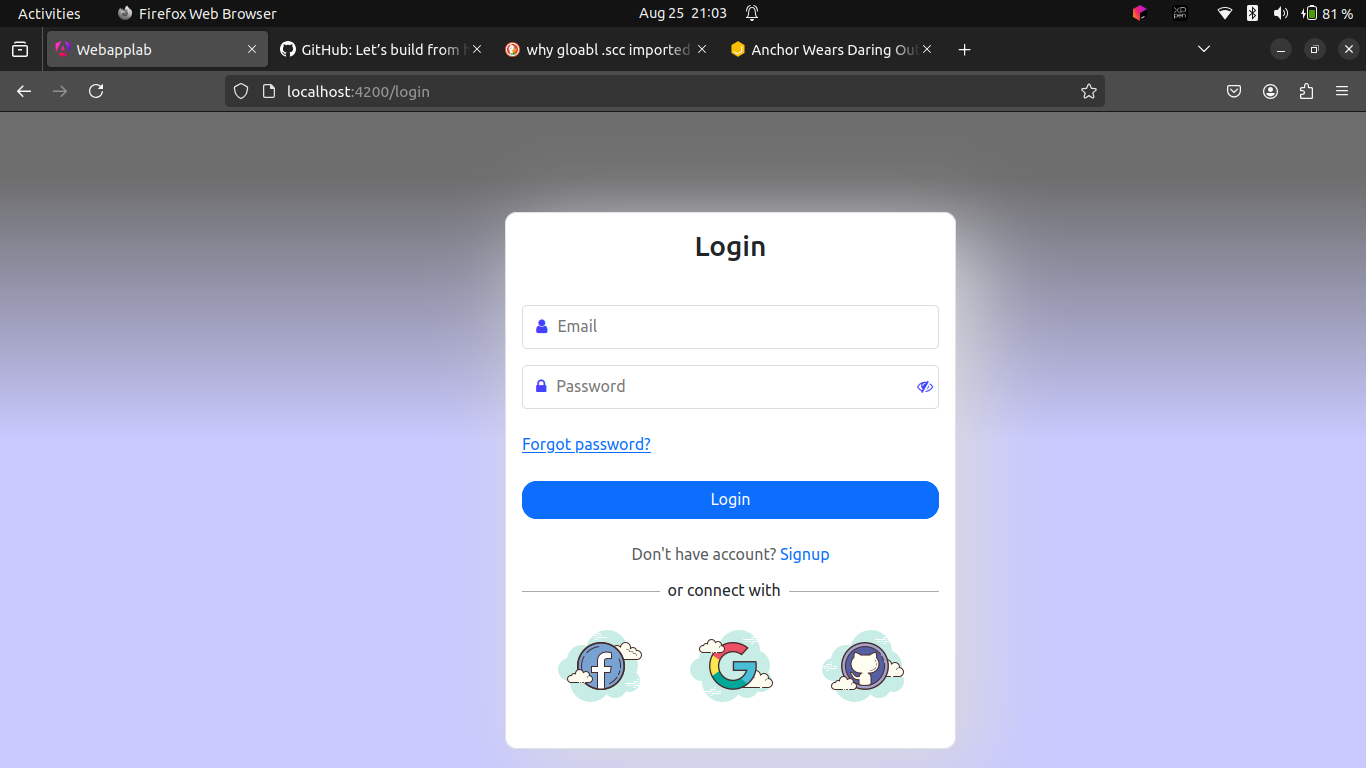 Activities Firefox Web Browser Aug 25 21:03 XP pen 81 %
Webapplab GitHub: Let's build from why gloabl .scc imported Anchor Wears Daring Ou
localhost:4200/login
Login
Email
Password
Forgot password?
Login
Don't have account? Signup
or connect with